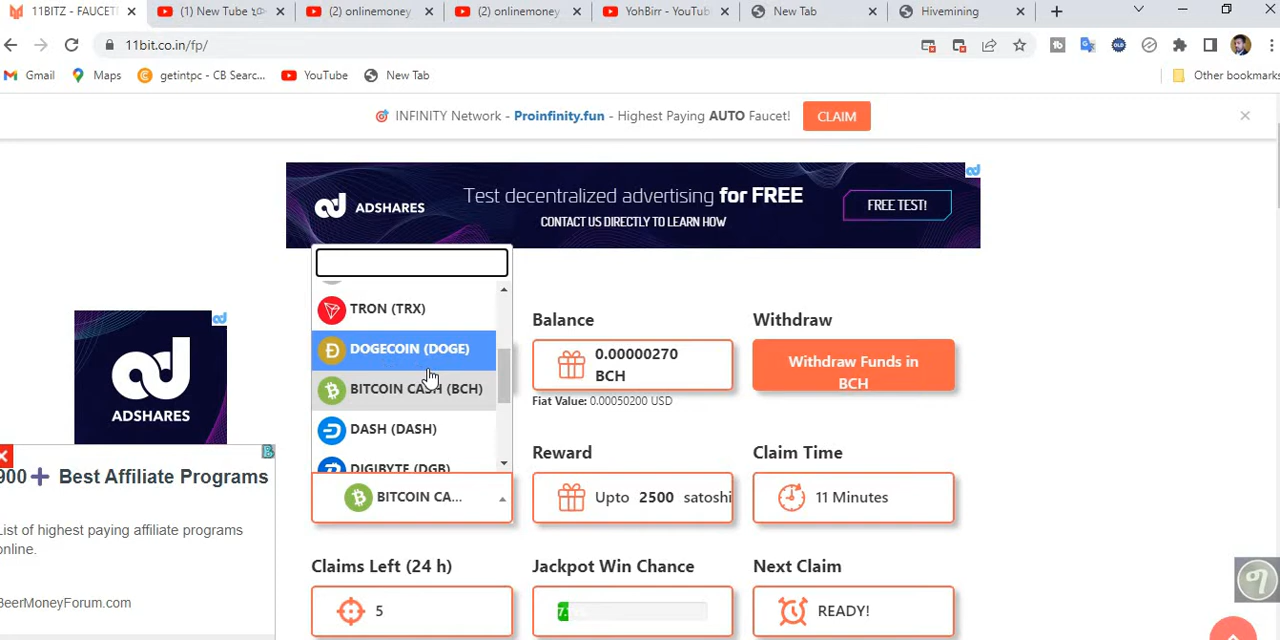 11BITZ - FAUCET
(1) New Tube
(2) onlinemoney
(2) onlinemoney
YohBirr - YouTube
New Tab
Hivemining
11bit.co.in/fp/
Gmail
Maps
getintpc - CB Searc...
YouTube
New Tab
Other bookmarks
INFINITY Network - Proinfinity.fun - Highest Paying AUTO Faucet!
CLAIM
ADSHARES
Test decentralized advertising for FREE
CONTACT US DIRECTLY TO LEARN HOW
FREE TEST!
TRON (TRX)
DOGECOIN (DOGE)
BITCOIN CASH (BCH)
DASH (DASH)
DIGIBYTE (DGB)
BITCOIN CA...
Balance
0.00000270
BCH
Fiat Value: 0.00050200 USD
Withdraw
Withdraw Funds in
BCH
Reward
Upto 2500 satoshi
Claim Time
11 Minutes
Claims Left (24 h)
5
Jackpot Win Chance
Next Claim
READY!
ADSHARES
900+ Best Affiliate Programs
List of highest paying affiliate programs
online.
BeerMoneyForum.com